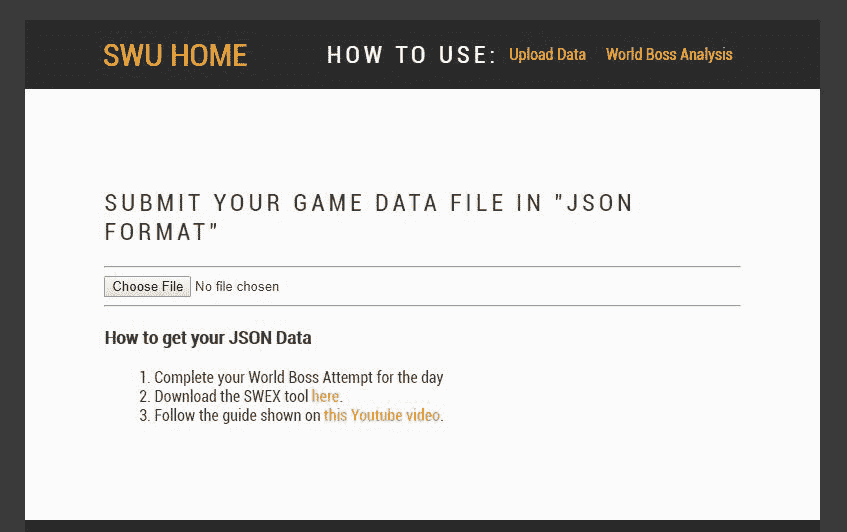 SWU HOME HOW TO USE: Upload Data World Boss Analysis
SUBMIT YOUR GAME DATA FILE IN "JSON
FORMAT"
Choose File No file chosen
How to get your JSON Data
1. Complete your World Boss Attempt for the day
2. Download the SWEX tool here.
3. Follow the guide shown on this Youtube video.